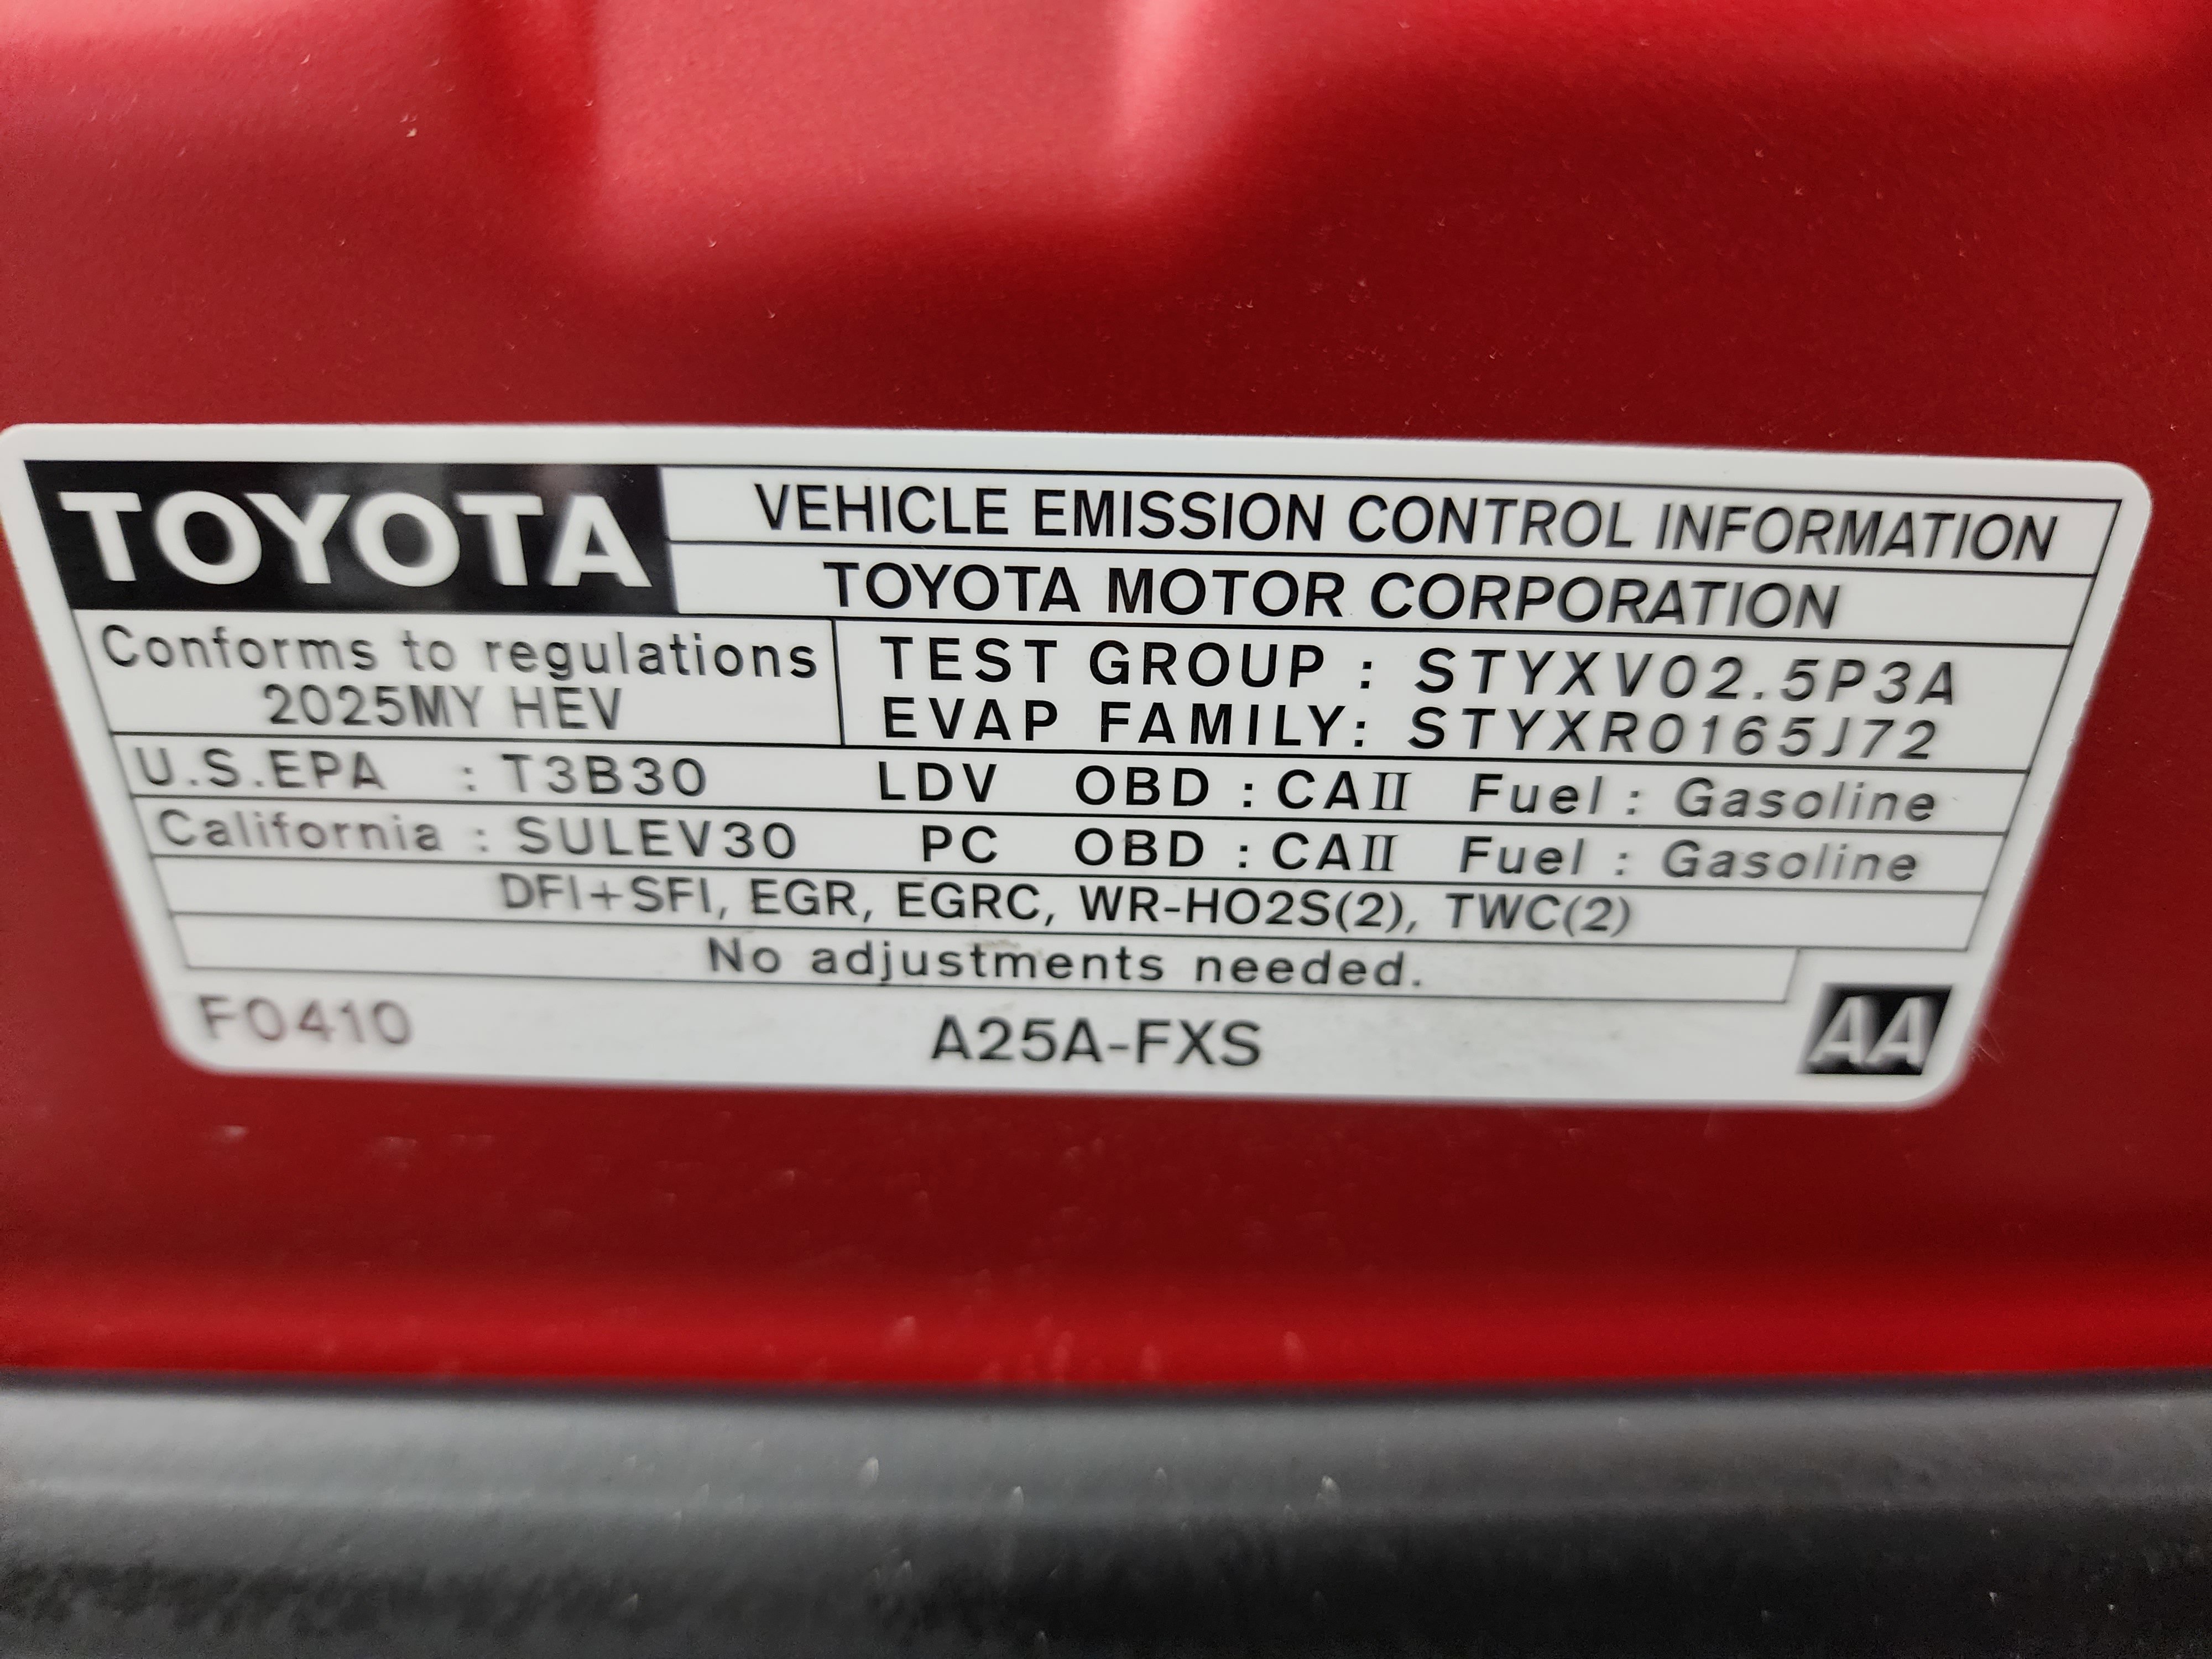 TOYOTA
VEHICLE EMISSION CONTROL INFORMATION
TOYOTA MOTOR CORPORATION
Conforms to regulations
2025MY HEV
TEST GROUP : STYXV02.5P3A
EVAP FAMILY: STYXR0165J72
U.S.EPA : T3B30 LDV OBD : CAⅡ Fuel : Gasoline
California : SULEV30 PC OBD : CAⅡ Fuel : Gasoline
DFI+SFI, EGR, EGRC, WR-HO2S(2), TWC(2)
No adjustments needed.
F0410 A25A-FXS AA